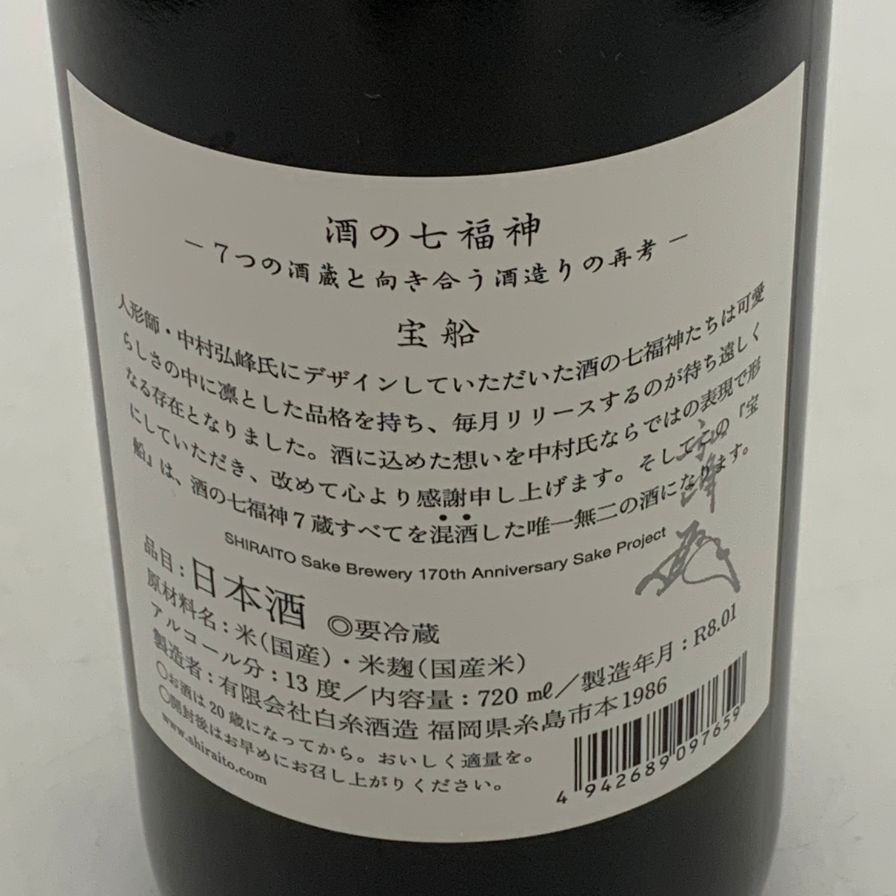 酒の七福神
– 7つの酒蔵と向き合う酒造りの再考 –
宝船
人形師・中村弘峰氏にデザインしていただいた酒の七福神たちは可愛
らしさの中に凛とした品格を持ち、毎月リリースするのが待ち遠しく
なる存在となりました。酒に込めた想いを中村氏ならではの表現で形
にしていただき、改めて心より感謝申し上げます。そしてこの『宝
船』は、酒の七福神7蔵すべてを混酒した唯一無二の酒になります。
SHIRAITO Sake Brewery 170th Anniversary Sake Project
品目：日本酒 ◎要冷蔵
原材料名：米（国産）・米麹（国産米）
アルコール分：13 度／内容量：720 ㎖／製造年月：R8.01
製造者：有限会社白糸酒造 福岡県糸島市本1986
○お酒は20歳になってから。おいしく適量を。
○開封後はお早めにお召し上がりください。
www.shiraito.com
4 942689 097659